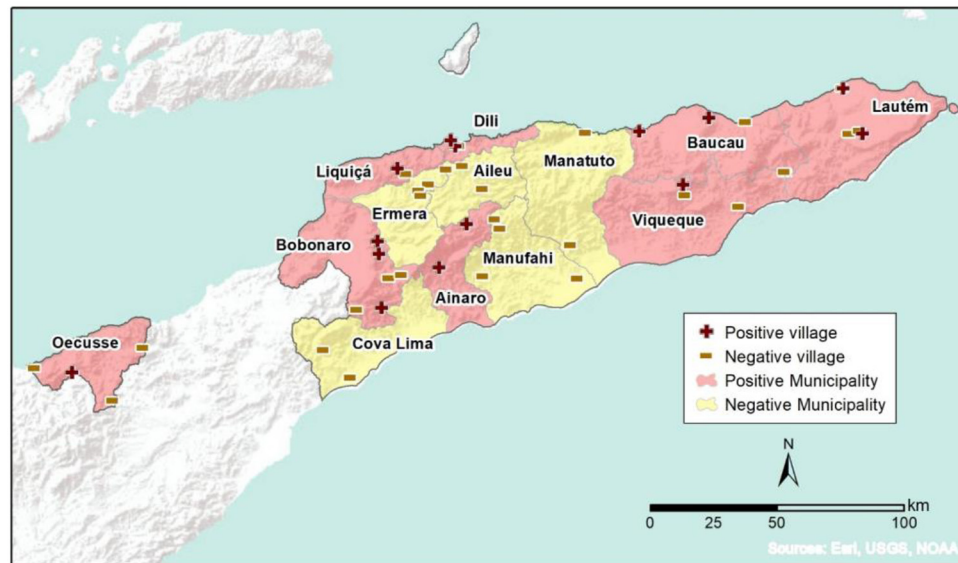 Dili
Lautém
Baucau
Liquiçá
Aileu
Manatuto
Ermera
Viqueque
Bobonaro
Manufahi
Ainaro
Oecusse
Cova Lima
Positive village
Negative village
Positive Municipality
Negative Municipality
N
km
0 25 50 100
Sources: Esri, USGS, NOAA